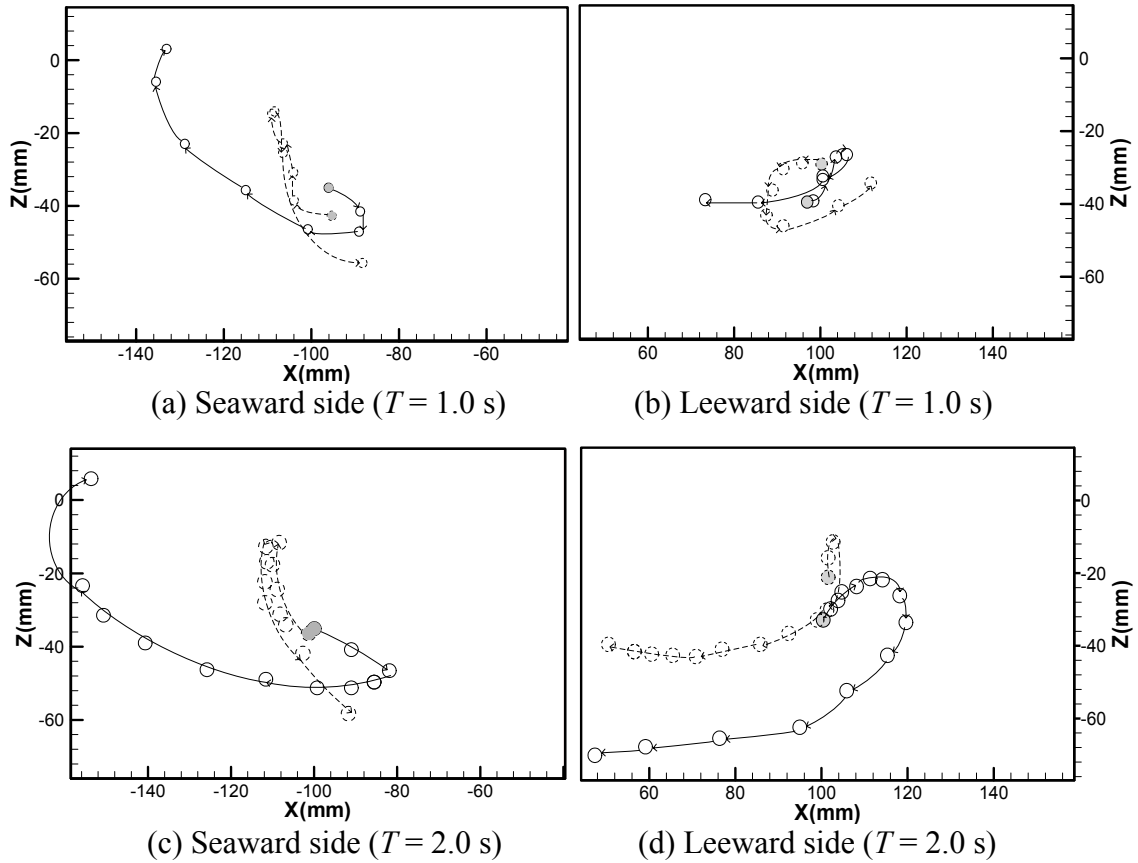 0
-20
-40
-60
Z(mm)
-140 -120 -100 -80 -60
X(mm)
(a) Seaward side (T = 1.0 s)
0
-20
-40
-60
Z(mm)
60 80 100 120 140
X(mm)
(b) Leeward side (T = 1.0 s)
0
-20
-40
-60
Z(mm)
-140 -120 -100 -80 -60
X(mm)
(c) Seaward side (T = 2.0 s)
0
-20
-40
-60
Z(mm)
60 80 100 120 140
X(mm)
(d) Leeward side (T = 2.0 s)